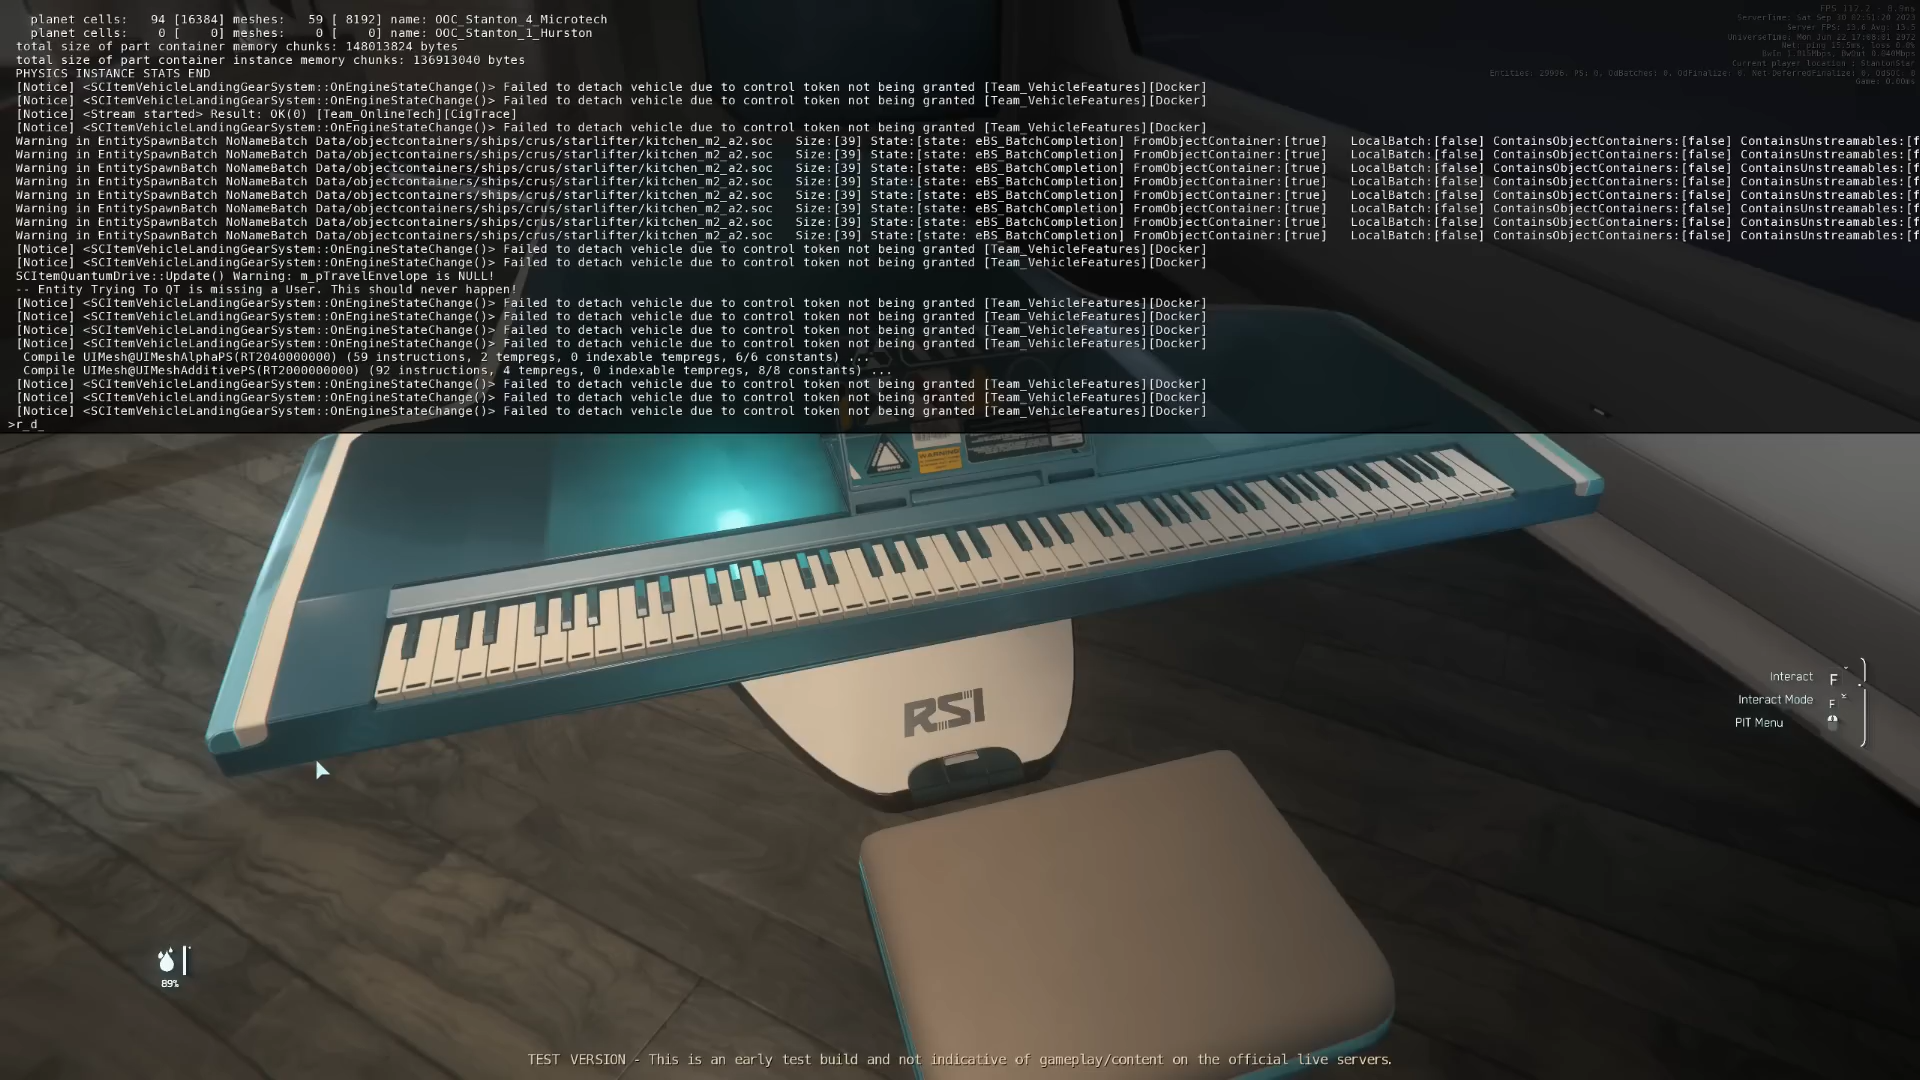 planet cells:   94 [16384] meshes:   59 [ 8192] name: OOC_Stanton_4_Microtech
planet cells:    0 [    0] meshes:    0 [    0] name: OOC_Stanton_1_Hurston
total size of part container memory chunks: 148013824 bytes
total size of part container instance memory chunks: 136913040 bytes
PHYSICS INSTANCE STATS END
[Notice] <SCItemVehicleLandingGearSystem::OnEngineStateChange()> Failed to detach vehicle due to control token not being granted [Team_VehicleFeatures][Docker]
[Notice] <SCItemVehicleLandingGearSystem::OnEngineStateChange()> Failed to detach vehicle due to control token not being granted [Team_VehicleFeatures][Docker]
[Notice] <Stream started> Result: OK(0) [Team_OnlineTech][CigTrace]
[Notice] <SCItemVehicleLandingGearSystem::OnEngineStateChange()> Failed to detach vehicle due to control token not being granted [Team_VehicleFeatures][Docker]
Warning in EntitySpawnBatch NoNameBatch Data/objectcontainers/ships/crus/starlifter/kitchen_m2_a2.soc   Size:[39] State:[state: eBS_BatchCompletion] FromObjectContainer:[true]   LocalBatch:[false] ContainsObjectContainers:[false] ContainsUnstreamables:[f
Warning in EntitySpawnBatch NoNameBatch Data/objectcontainers/ships/crus/starlifter/kitchen_m2_a2.soc   Size:[39] State:[state: eBS_BatchCompletion] FromObjectContainer:[true]   LocalBatch:[false] ContainsObjectContainers:[false] ContainsUnstreamables:[f
Warning in EntitySpawnBatch NoNameBatch Data/objectcontainers/ships/crus/starlifter/kitchen_m2_a2.soc   Size:[39] State:[state: eBS_BatchCompletion] FromObjectContainer:[true]   LocalBatch:[false] ContainsObjectContainers:[false] ContainsUnstreamables:[f
Warning in EntitySpawnBatch NoNameBatch Data/objectcontainers/ships/crus/starlifter/kitchen_m2_a2.soc   Size:[39] State:[state: eBS_BatchCompletion] FromObjectContainer:[true]   LocalBatch:[false] ContainsObjectContainers:[false] ContainsUnstreamables:[f
Warning in EntitySpawnBatch NoNameBatch Data/objectcontainers/ships/crus/starlifter/kitchen_m2_a2.soc   Size:[39] State:[state: eBS_BatchCompletion] FromObjectContainer:[true]   LocalBatch:[false] ContainsObjectContainers:[false] ContainsUnstreamables:[f
Warning in EntitySpawnBatch NoNameBatch Data/objectcontainers/ships/crus/starlifter/kitchen_m2_a2.soc   Size:[39] State:[state: eBS_BatchCompletion] FromObjectContainer:[true]   LocalBatch:[false] ContainsObjectContainers:[false] ContainsUnstreamables:[f
Warning in EntitySpawnBatch NoNameBatch Data/objectcontainers/ships/crus/starlifter/kitchen_m2_a2.soc   Size:[39] State:[state: eBS_BatchCompletion] FromObjectContainer:[true]   LocalBatch:[false] ContainsObjectContainers:[false] ContainsUnstreamables:[f
Warning in EntitySpawnBatch NoNameBatch Data/objectcontainers/ships/crus/starlifter/kitchen_m2_a2.soc   Size:[39] State:[state: eBS_BatchCompletion] FromObjectContainer:[true]   LocalBatch:[false] ContainsObjectContainers:[false] ContainsUnstreamables:[f
[Notice] <SCItemVehicleLandingGearSystem::OnEngineStateChange()> Failed to detach vehicle due to control token not being granted [Team_VehicleFeatures][Docker]
[Notice] <SCItemVehicleLandingGearSystem::OnEngineStateChange()> Failed to detach vehicle due to control token not being granted [Team_VehicleFeatures][Docker]
SCItemQuantumDrive::Update() Warning: m_pTravelEnvelope is NULL!
-- Entity Trying To QT is missing a User. This should never happen!
[Notice] <SCItemVehicleLandingGearSystem::OnEngineStateChange()> Failed to detach vehicle due to control token not being granted [Team_VehicleFeatures][Docker]
[Notice] <SCItemVehicleLandingGearSystem::OnEngineStateChange()> Failed to detach vehicle due to control token not being granted [Team_VehicleFeatures][Docker]
[Notice] <SCItemVehicleLandingGearSystem::OnEngineStateChange()> Failed to detach vehicle due to control token not being granted [Team_VehicleFeatures][Docker]
[Notice] <SCItemVehicleLandingGearSystem::OnEngineStateChange()> Failed to detach vehicle due to control token not being granted [Team_VehicleFeatures][Docker]
Compile UIMesh@UIMeshAlphaPS(RT2040000000) (59 instructions, 2 tempregs, 0 indexable tempregs, 6/6 constants) ...
Compile UIMesh@UIMeshAdditivePS(RT2000000000) (92 instructions, 4 tempregs, 0 indexable tempregs, 8/8 constants) ...
[Notice] <SCItemVehicleLandingGearSystem::OnEngineStateChange()> Failed to detach vehicle due to control token not being granted [Team_VehicleFeatures][Docker]
[Notice] <SCItemVehicleLandingGearSystem::OnEngineStateChange()> Failed to detach vehicle due to control token not being granted [Team_VehicleFeatures][Docker]
[Notice] <SCItemVehicleLandingGearSystem::OnEngineStateChange()> Failed to detach vehicle due to control token not being granted [Team_VehicleFeatures][Docker]
>r_d_
Current player location : StantonStar
WARNING
RSI
Interact F
Interact Mode F
PIT Menu
89%
TEST VERSION - This is an early test build and not indicative of gameplay/content on the official live servers.